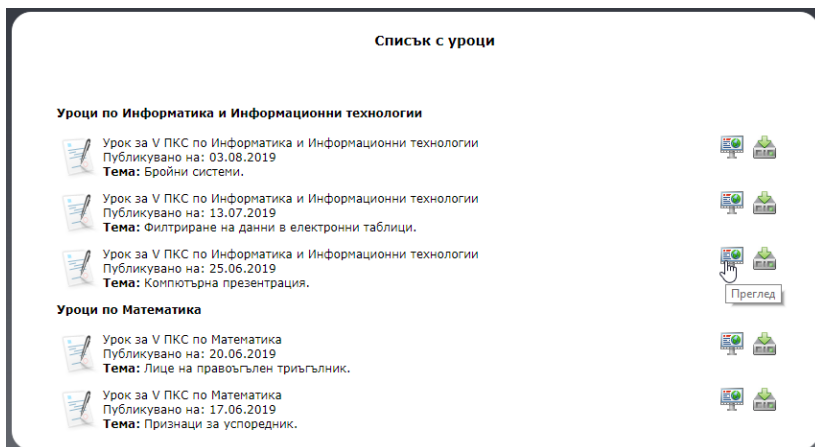 Списък с уроци
Уроци по Информатика и Информационни технологии
Урок за V ПКС по Информатика и Информационни технологии
Публикувано на: 03.08.2019
Тема: Бройни системи.
Урок за V ПКС по Информатика и Информационни технологии
Публикувано на: 13.07.2019
Тема: Филтриране на данни в електронни таблици.
Урок за V ПКС по Информатика и Информационни технологии
Публикувано на: 25.06.2019
Тема: Компютърна презентрация.
Преглед
Уроци по Математика
Урок за V ПКС по Математика
Публикувано на: 20.06.2019
Тема: Лице на правоъгълен триъгълник.
Урок за V ПКС по Математика
Публикувано на: 17.06.2019
Тема: Признаци за успоредник.